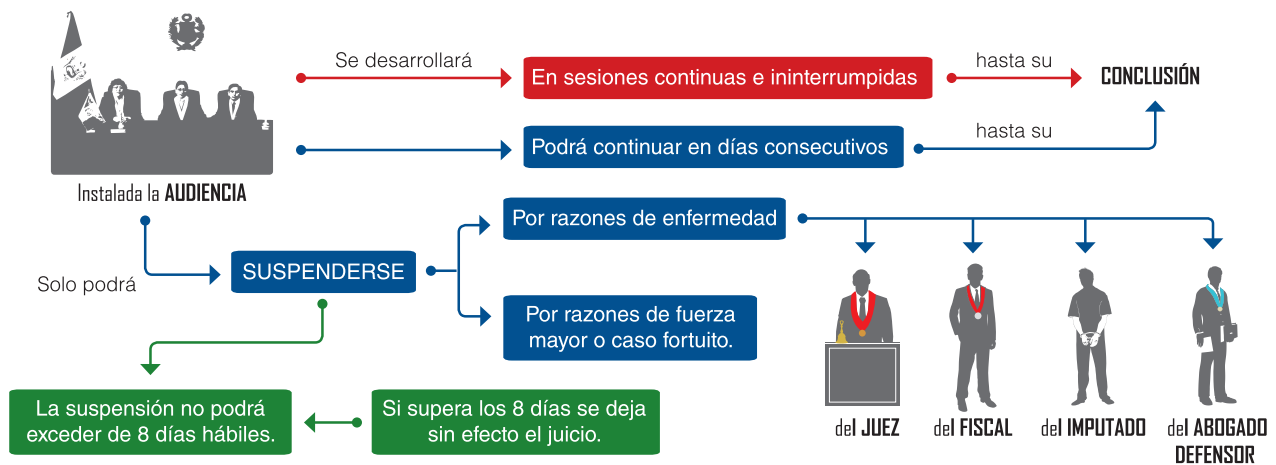 Se desarrollará
En sesiones continuas e ininterrumpidas
hasta su
CONCLUSIÓN
Podrá continuar en días consecutivos
hasta su
Instalada la AUDIENCIA
Solo podrá
SUSPENDERSE
Por razones de enfermedad
Por razones de fuerza
mayor o caso fortuito.
del JUEZ
del FISCAL
del IMPUTADO
del ABOGADO
DEFENSOR
La suspensión no podrá
exceder de 8 días hábiles.
Si supera los 8 días se deja
sin efecto el juicio.